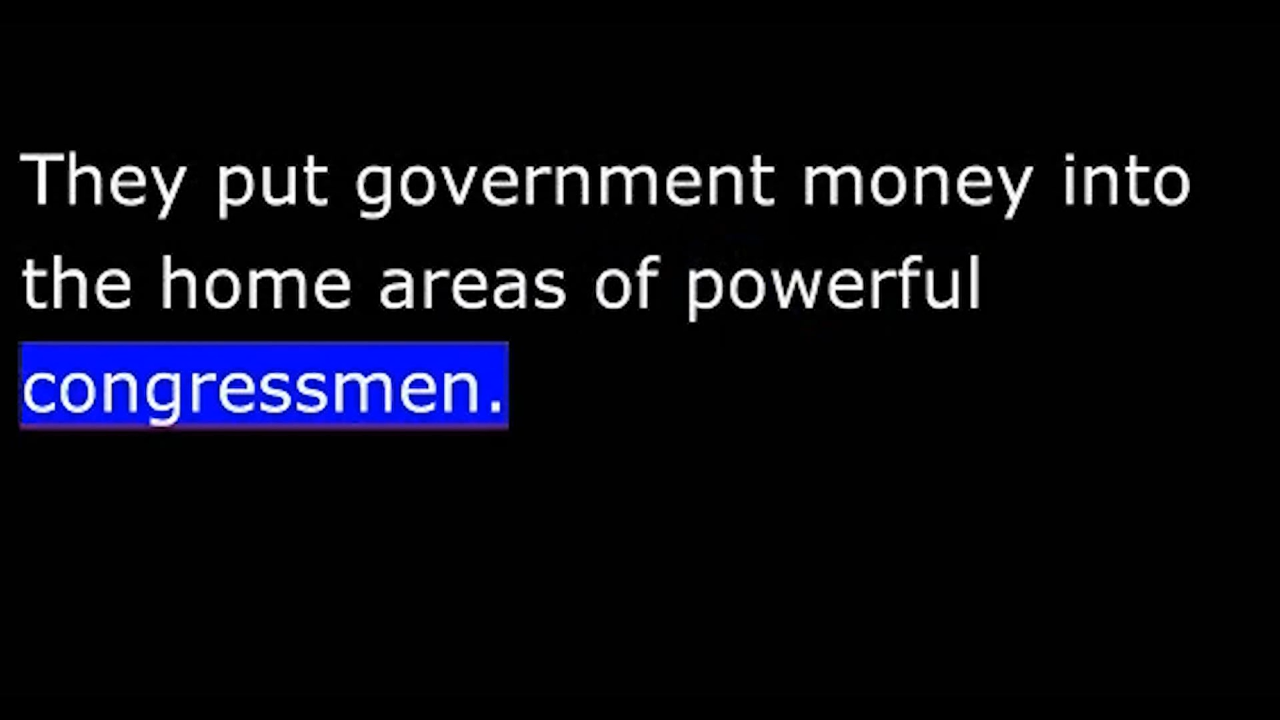 They put government money into
the home areas of powerful
congressmen.